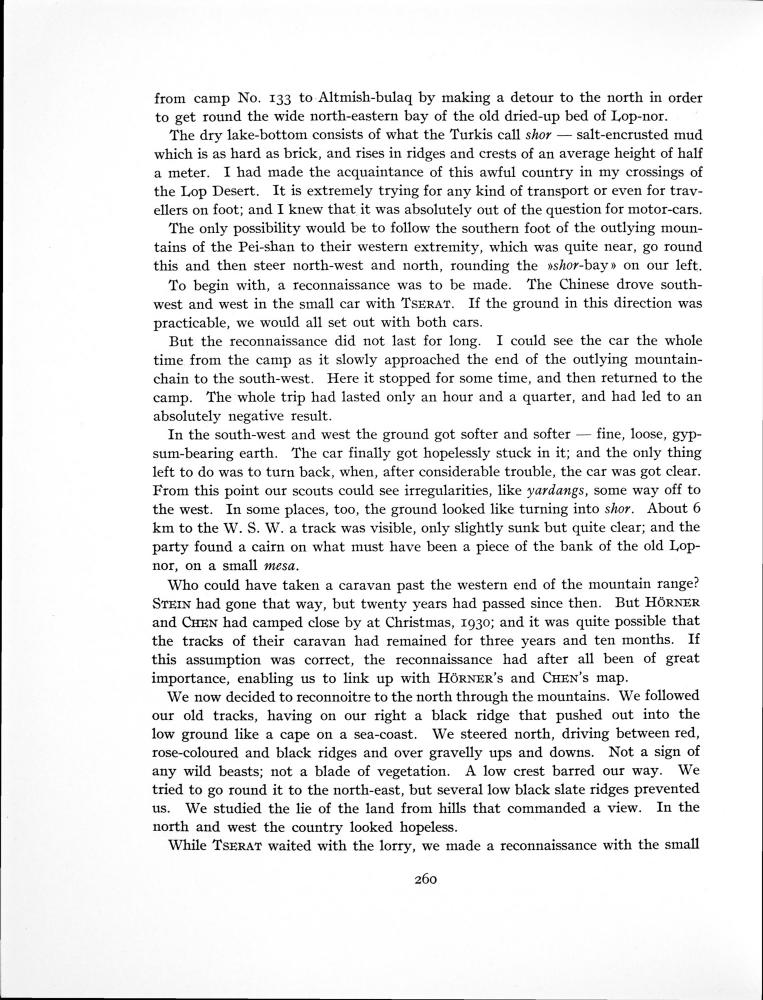 from camp No. 133 to Altmish-bulaq by making a detour to the north in order
to get round the wide north-eastern bay of the old dried-up bed of Lop-nor.
The dry lake-bottom consists of what the Turkis call shor — salt-encrusted mud
which is as hard as brick, and rises in ridges and crests of an average height of half
a meter. I had made the acquaintance of this awful country in my crossings of
the Lop Desert. It is extremely trying for any kind of transport or even for trav-
ellers on foot; and I knew that it was absolutely out of the question for motor-cars.
The only possibility would be to follow the southern foot of the outlying moun-
tains of the Pei-shan to their western extremity, which was quite near, go round
this and then steer north-west and north, rounding the »shor-bay» on our left.
To begin with, a reconnaissance was to be made. The Chinese drove south-
west and west in the small car with TSERAT. If the ground in this direction was
practicable, we would all set out with both cars.
But the reconnaissance did not last for long. I could see the car the whole
time from the camp as it slowly approached the end of the outlying mountain-
chain to the south-west. Here it stopped for some time, and then returned to the
camp. The whole trip had lasted only an hour and a quarter, and had led to an
absolutely negative result.
In the south-west and west the ground got softer and softer — fine, loose, gyp-
sum-bearing earth. The car finally got hopelessly stuck in it; and the only thing
left to do was to turn back, when, after considerable trouble, the car was got clear.
From this point our scouts could see irregularities, like yardangs, some way off to
the west. In some places, too, the ground looked like turning into shor. About 6
km to the W. S. W. a track was visible, only slightly sunk but quite clear; and the
party found a cairn on what must have been a piece of the bank of the old Lop-
nor, on a small mesa.
Who could have taken a caravan past the western end of the mountain range?
STEIN had gone that way, but twenty years had passed since then. But HÖRNER
and CHEN had camped close by at Christmas, 1930; and it was quite possible that
the tracks of their caravan had remained for three years and ten months. If
this assumption was correct, the reconnaissance had after all been of great
importance, enabling us to link up with HÖRNER's and CHEN's map.
We now decided to reconnoitre to the north through the mountains. We followed
our old tracks, having on our right a black ridge that pushed out into the
low ground like a cape on a sea-coast. We steered north, driving between red,
rose-coloured and black ridges and over gravelly ups and downs. Not a sign of
any wild beasts; not a blade of vegetation. A low crest barred our way. We
tried to go round it to the north-east, but several low black slate ridges prevented
us. We studied the lie of the land from hills that commanded a view. In the
north and west the country looked hopeless.
While TSERAT waited with the lorry, we made a reconnaissance with the small
260